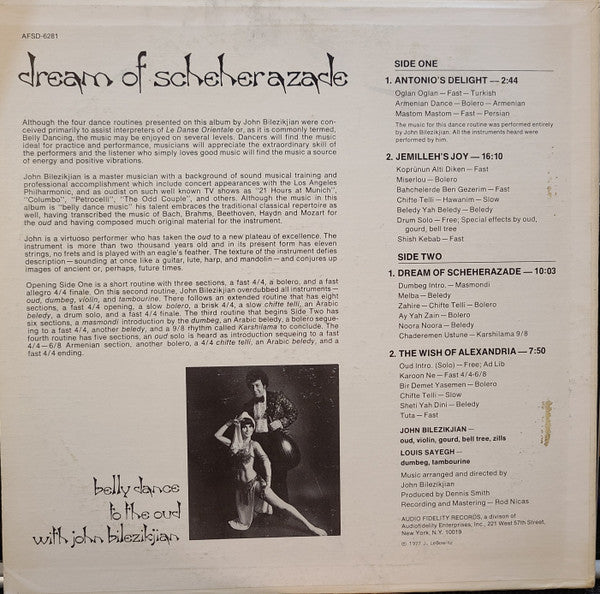 AFSD-6281
dream of scheherazade
Although the four dance routines presented on this album by John Bilezikjian were con-
ceived primarily to assist interpreters of Le Danse Orientale or, as it is commonly termed,
Belly Dancing, the music may be enjoyed on several levels. Dancers will find the music
ideal for practice and performance, musicians will appreciate the extraordinary skill of
the performers and the listener who simply loves good music will find the music a source
of energy and positive vibrations.
John Bilezikjian is a master musician with a background of sound musical training and
professional accomplishment which include concert appearances with the Los Angeles
Philharmonic, and as oudist on such well known TV shows as "21 Hours at Munich",
"Columbo", "Petrocelli", "The Odd Couple", and others. Although the music in this
album is "belly dance music" his talent embraces the traditional classical repertoire as
well, having transcribed the music of Bach, Brahms, Beethoven, Haydn and Mozart for
the oud and having composed much original material for the instrument.
John is a virtuoso performer who has taken the oud to a new plateau of excellence. The
instrument is more than two thousand years old and in its present form has eleven
strings, no frets and is played with an eagle's feather. The texture of the instrument defies
description—sounding at once like a guitar, lute, harp, and mandolin—and conjures up
images of ancient or, perhaps, future times.
Opening Side One is a short routine with three sections, a fast 4/4, a bolero, and a fast
allegro 4/4 finale. On this second routine, John Bilezikjian overdubbed all instruments—
oud, dumbeg, violin, and tambourine. There follows an extended routine that has eight
sections, a fast 4/4 opening, a slow bolero, a brisk 4/4, a slow chifte telli, an Arabic
beledy, a drum solo, and a fast 4/4 finale. The third routine that begins Side Two has
six sections, a masmondi introduction by the dumbeg, an Arabic beledy, a bolero segue-
ing to a fast 4/4, another beledy, and a 9/8 rhythm called Karshilama to conclude. The
fourth routine has five sections, an oud solo is heard as introduction sequeing to a fast
4/4—6/8 Armenian section, another bolero, a 4/4 chifte telli, an Arabic beledy, and a
fast 4/4 ending.
belly dance
to the oud
with john bilezikjian
SIDE ONE
1. ANTONIO'S DELIGHT — 2:44
Oglan Oglan — Fast — Turkish
Armenian Dance — Bolero — Armenian
Mastom Mastom — Fast — Persian
The music for this dance routine was performed entirely
by John Bilezikjian. All the instruments heard were
performed by him.
2. JEMILLEH'S JOY — 16:10
Koprünun Alti Diken — Fast
Miserlou — Bolero
Bahcheierde Ben Gezerim — Fast
Chifte Telli — Hawanim — Slow
Beledy Yah Beledy — Beledy
Drum Solo — Free; Special effects by oud,
gourd, bell tree
Shish Kebab — Fast
SIDE TWO
1. DREAM OF SCHEHERAZADE — 10:03
Dumbeg Intro. — Masmondi
Melba — Beledy
Zahire — Chifte Telli — Bolero
Ay Yah Zain — Bolero
Noora Noora — Beledy
Chaderemen Ustune — Karshilama 9/8
2. THE WISH OF ALEXANDRIA — 7:50
Oud Intro. (Solo) — Free; Ad Lib
Karoon Ne — Fast 4/4-6/8
Bir Demet Yasemen — Bolero
Chifte Telli — Slow
Sheti Yah Dini — Beledy
Tuta — Fast
JOHN BILEZIKJIAN —
oud, violin, gourd, bell tree, zills
LOUIS SAYEGH —
dumbeg, tambourine
Music arranged and directed by
John Bilezikjian
Produced by Dennis Smith
Recording and Mastering — Rod Nicas
AUDIO FIDELITY RECORDS, a division of
Audiofidelity Enterprises, Inc., 221 West 57th Street,
New York, N.Y. 10019
© 1977 J. LeBowitz